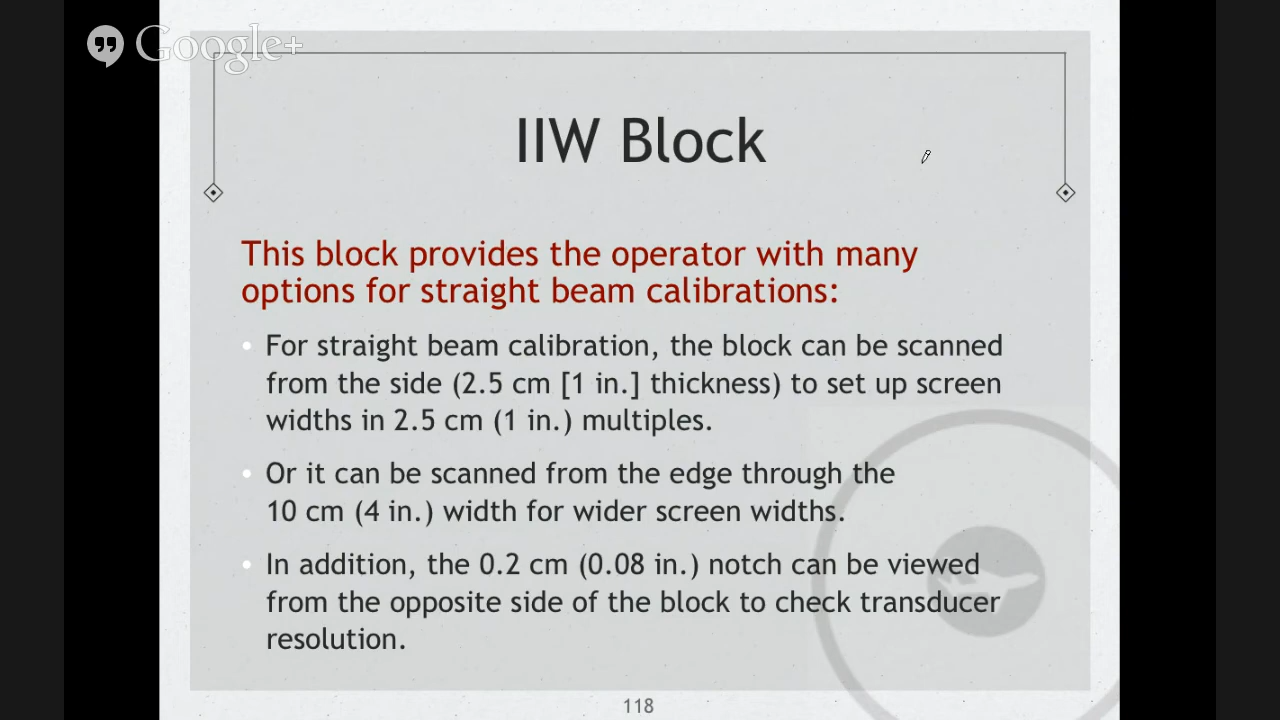 Google+
IIW Block
This block provides the operator with many
options for straight beam calibrations:
• For straight beam calibration, the block can be scanned
from the side (2.5 cm [1 in.] thickness) to set up screen
widths in 2.5 cm (1 in.) multiples.
• Or it can be scanned from the edge through the
10 cm (4 in.) width for wider screen widths.
• In addition, the 0.2 cm (0.08 in.) notch can be viewed
from the opposite side of the block to check transducer
resolution.
118